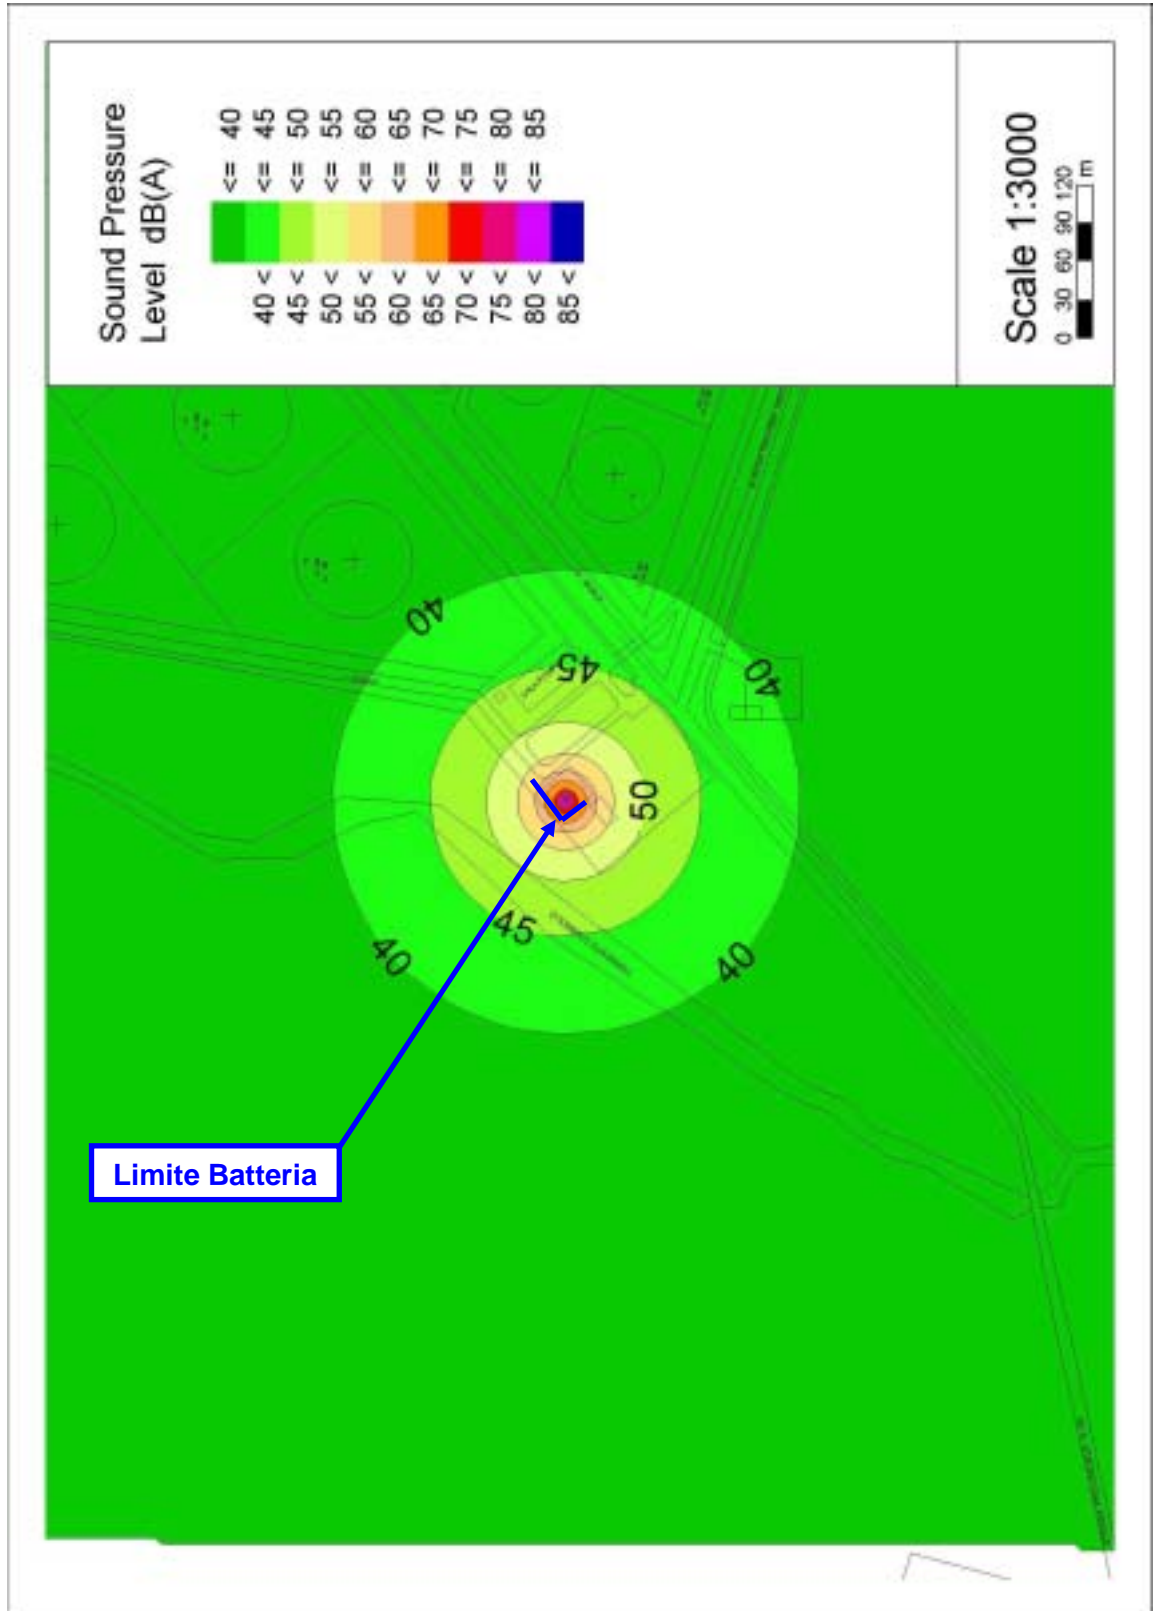 Sound Pressure
Level dB(A)
<= 40
40 < <= 45
45 < <= 50
50 < <= 55
55 < <= 60
60 < <= 65
65 < <= 70
70 < <= 75
75 < <= 80
80 < <= 85
85 <
Scale 1:3000
0 30 60 90 120
m
40
45
40
50
45
40
40
Limite Batteria